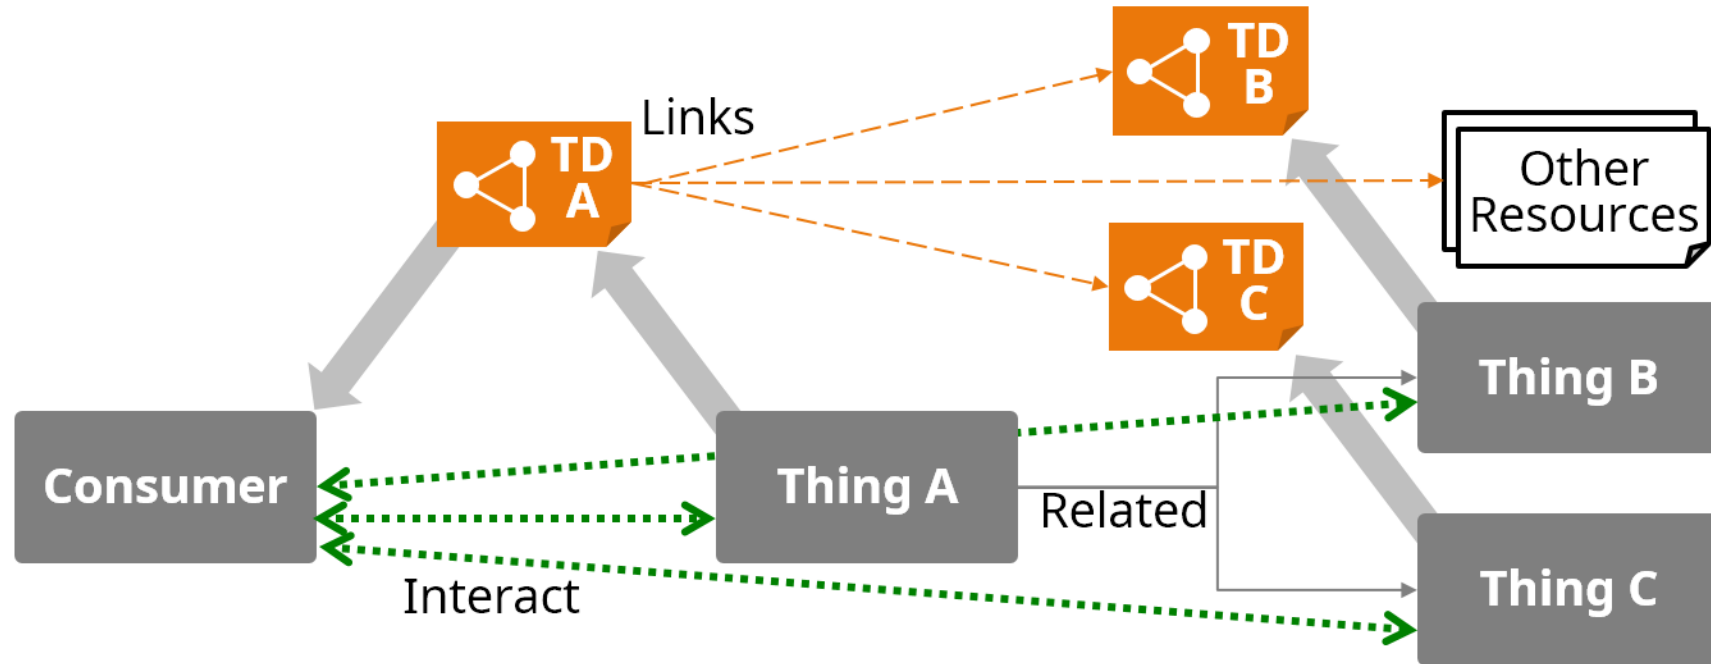 TD
B
Links
TD
A
Other
Resources
TD
C
Thing B
Consumer
Thing A
Related
Interact
Thing C